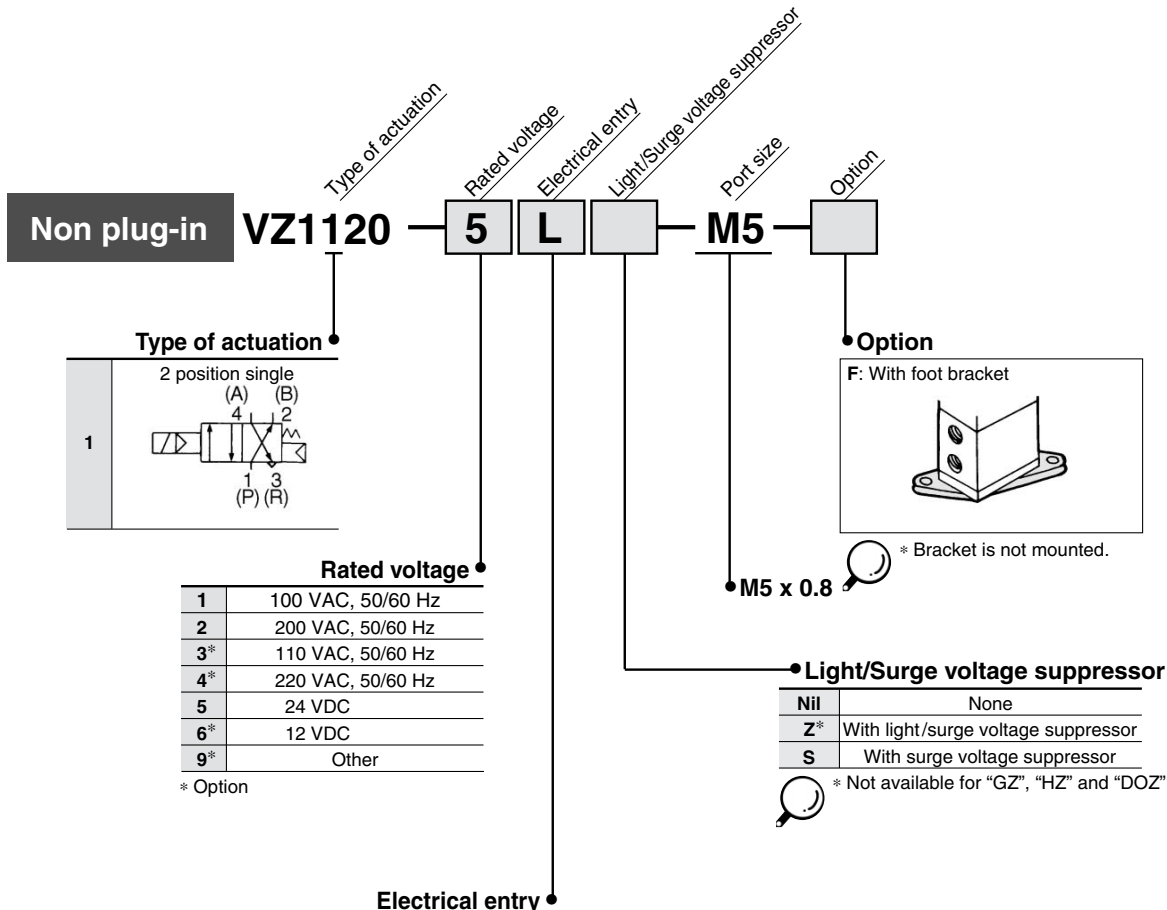 Type of actuation
Rated voltage
Electrical entry
Light/Surge voltage suppressor
Port size
Option
Non plug-in VZ1120 — 5 L — M5 —
Type of actuation
1
2 position single
(A) (B)
4 2
1 3
(P) (R)
Option
F: With foot bracket
* Bracket is not mounted.
M5 x 0.8
Rated voltage
1 100 VAC, 50/60 Hz
2 200 VAC, 50/60 Hz
3* 110 VAC, 50/60 Hz
4* 220 VAC, 50/60 Hz
5 24 VDC
6* 12 VDC
9* Other
* Option
Light/Surge voltage suppressor
Nil None
Z* With light/surge voltage suppressor
S With surge voltage suppressor
* Not available for “GZ”, “HZ” and “DOZ”
Electrical entry